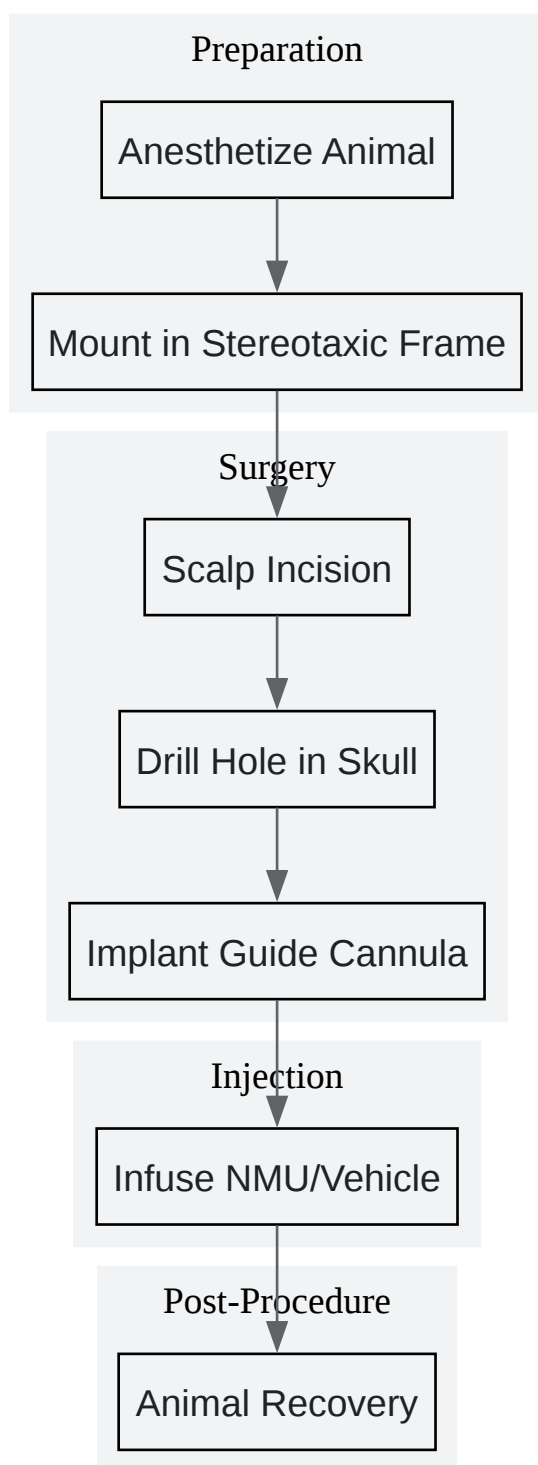 Preparation
Anesthetize Animal
Mount in Stereotaxic Frame
Surgery
Scalp Incision
Drill Hole in Skull
Implant Guide Cannula
Injection
Infuse NMU/Vehicle
Post-Procedure
Animal Recovery